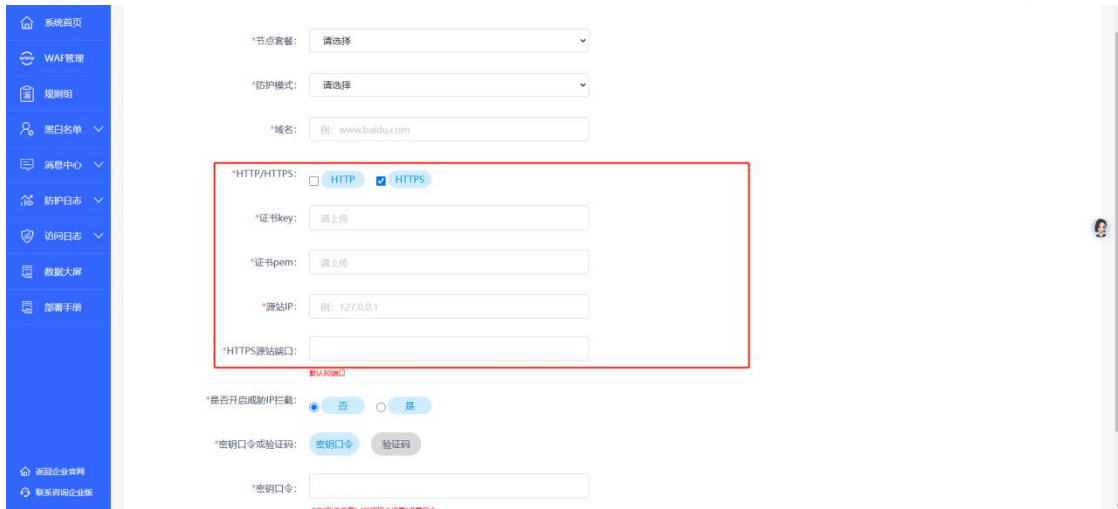 系统首页
WAF管理
规则组
黑白名单
消息中心
防护日志
访问日志
数据大屏
部署手册
返回企业官网
联系咨询企业版
*节点套餐： 请选择
*防护模式： 请选择
*域名： 例：www.baidu.com
*HTTP/HTTPS： HTTP HTTPS
*证书key： 请上传
*证书pem： 请上传
*源站IP： 例：127.0.0.1
*HTTPS源站端口：
默认80端口
*是否开启威胁IP拦截： 否 是
*密钥口令或验证码： 密钥口令 验证码
*密钥口令：